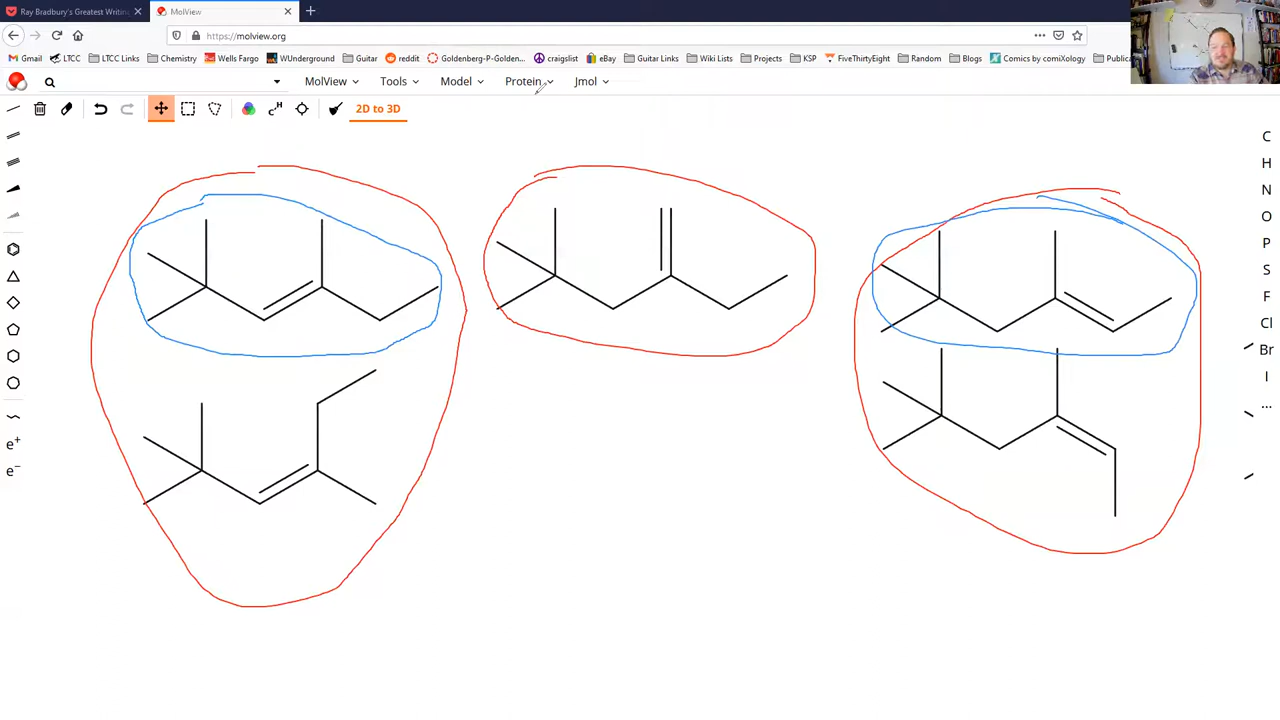 Ray Bradbury's Greatest Writing
MolView
https://molview.org
Gmail LTCC LTCC Links Chemistry Wells Fargo WUnderground Guitar reddit Goldenberg-P-Golden... craigslist eBay Guitar Links Wiki Lists Projects KSP FiveThirtyEight Random Blogs Comics by comiXology
MolView Tools Model Protein Jmol
2D to 3D
C
H
N
O
P
S
F
Cl
Br
I
...
e+
e−